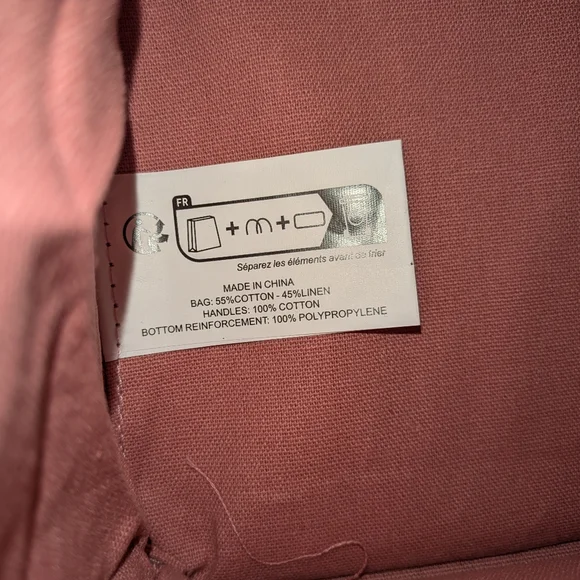 FR
+ +
Séparez les éléments avant de trier
MADE IN CHINA
BAG: 55%COTTON - 45%LINEN
HANDLES: 100% COTTON
BOTTOM REINFORCEMENT: 100% POLYPROPYLENE